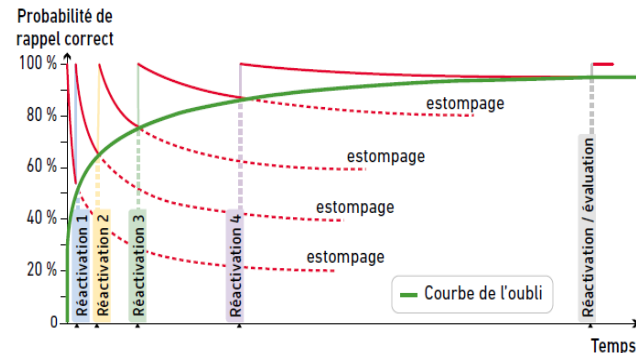 Probabilité de
rappel correct
100 %
80 %
60 %
40 %
20 %
0
estompage
estompage
estompage
estompage
Réactivation 1
Réactivation 2
Réactivation 3
Réactivation 4
Réactivation / évaluation
Courbe de l'oubli
Temps